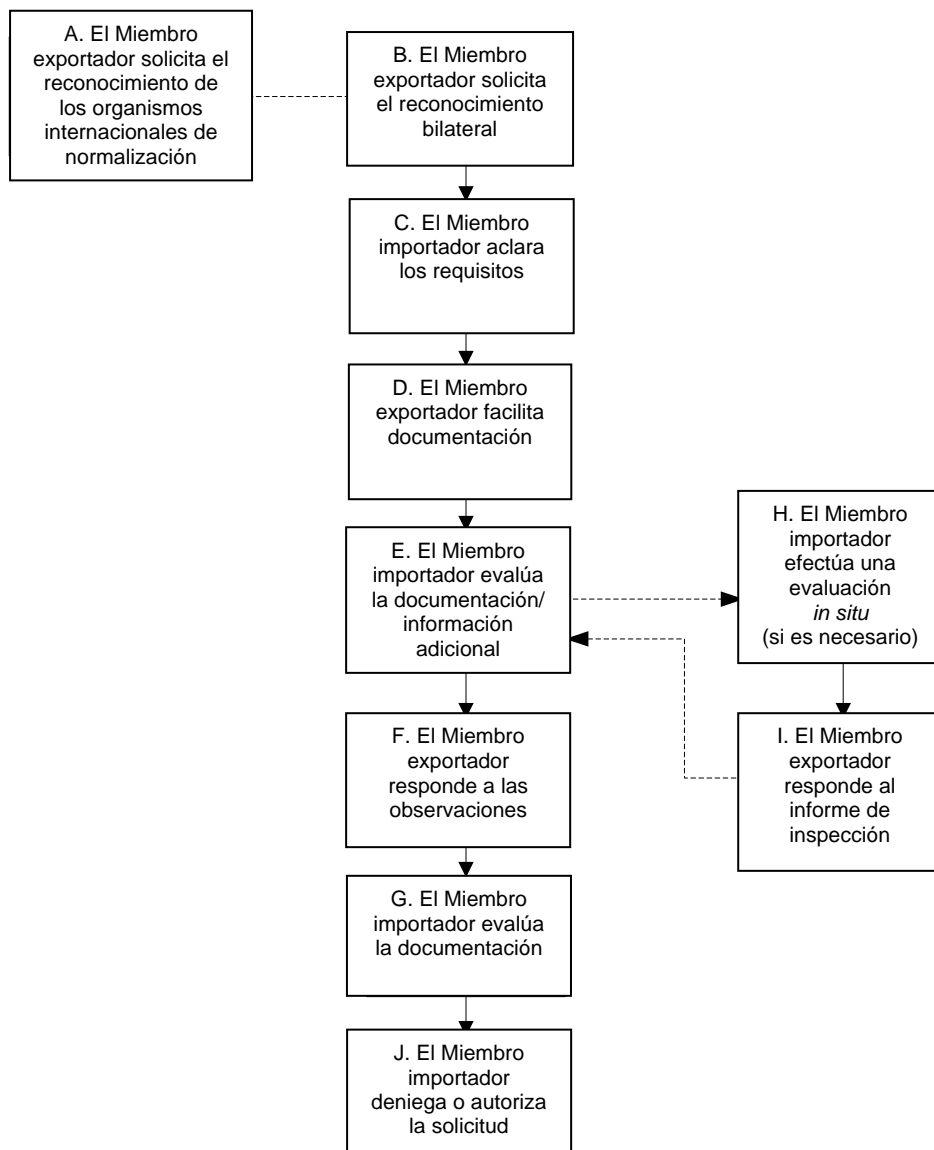 A. El Miembro
exportador solicita el
reconocimiento de
los organismos
internacionales de
normalización
B. El Miembro
exportador solicita
el reconocimiento
bilateral
C. El Miembro
importador aclara
los requisitos
D. El Miembro
exportador facilita
documentación
E. El Miembro
importador evalúa
la documentación/
información
adicional
H. El Miembro
importador
efectúa una
evaluación
in situ
(si es necesario)
F. El Miembro
exportador
responde a las
observaciones
I. El Miembro
exportador
responde al
informe de
inspección
G. El Miembro
importador evalúa
la documentación
J. El Miembro
importador
deniega o autoriza
la solicitud